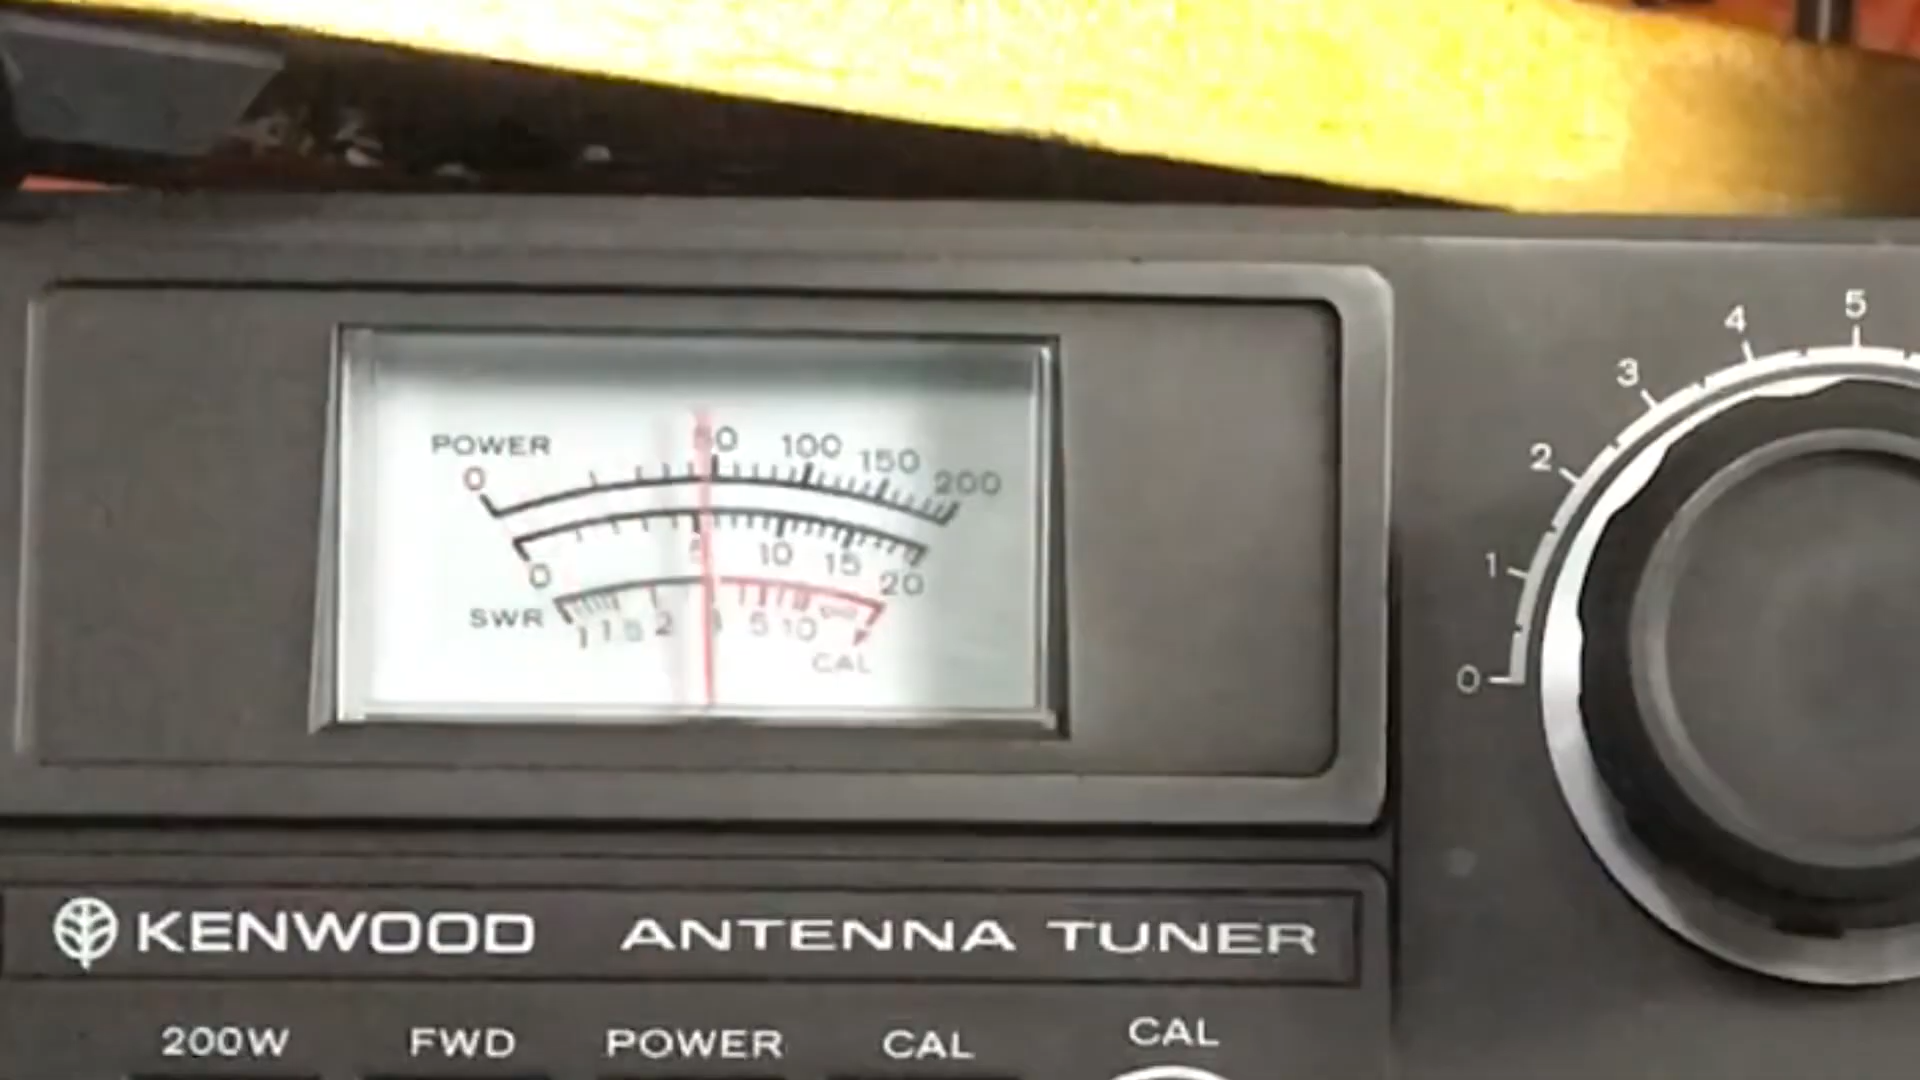 POWER
0 50 100 150 200
0 5 10 15 20
SWR
1 1.5 2 3 5 10
CAL
0 1 2 3 4 5
KENWOOD ANTENNA TUNER
200W FWD POWER CAL CAL